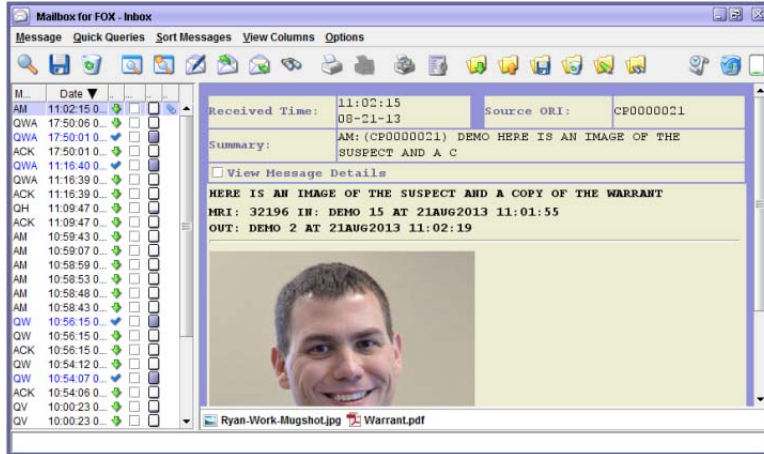 Mailbox for FOX - Inbox
Message Quick Queries Sort Messages View Columns Options
M... Date ▼ .. ... .. ..
AM 11:02:15 0...
QWA 17:50:06 0...
QWA 17:50:01 0...
ACK 17:50:01 0...
QWA 11:16:40 0...
QWA 11:16:39 0...
ACK 11:16:39 0...
QH 11:09:47 0...
ACK 11:09:47 0...
AM 10:59:43 0...
AM 10:59:07 0...
AM 10:58:59 0...
AM 10:58:53 0...
AM 10:58:48 0...
AM 10:58:43 0...
QW 10:56:15 0...
QW 10:56:15 0...
ACK 10:56:15 0...
QW 10:54:12 0...
QW 10:54:07 0...
ACK 10:54:06 0...
QV 10:00:23 0...
QV 10:00:23 0...
Received Time: 11:02:15 08-21-13 Source ORI: CP0000021
Summary: AM:(CP0000021) DEMO HERE IS AN IMAGE OF THE
SUSPECT AND A C
View Message Details
HERE IS AN IMAGE OF THE SUSPECT AND A COPY OF THE WARRANT
MRI: 32196 IN: DEMO 15 AT 21AUG2013 11:01:55
OUT: DEMO 2 AT 21AUG2013 11:02:19
Ryan-Work-Mugshot.jpg Warrant.pdf